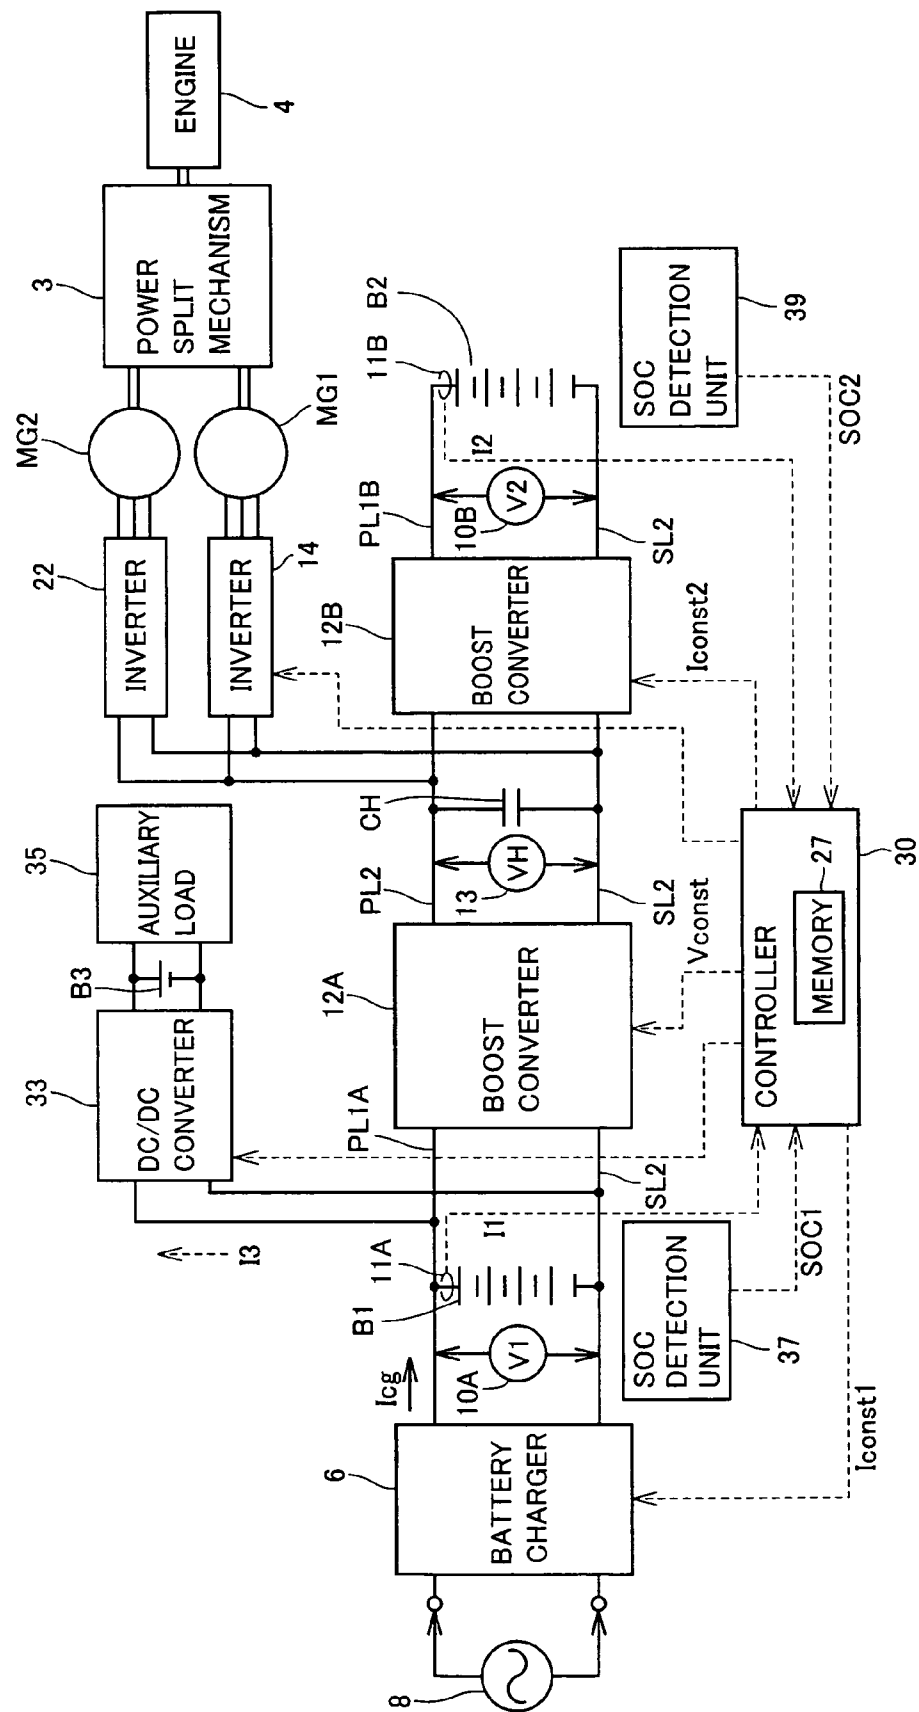 MG2
22
INVERTER
MG1
14
INVERTER
3
POWER
SPLIT
MECHANISM
ENGINE
4
35
AUXILIARY
LOAD
B3
33
DC/DC
CONVERTER
I3
8
6
BATTERY
CHARGER
Icg
10A
V1
B1
11A
I1
PL1A
SL2
12A
BOOST
CONVERTER
PL2
13
VH
CH
SL2
12B
BOOST
CONVERTER
PL1B
10B
V2
I2
11B
B2
SL2
SOC
DETECTION
UNIT
37
SOC1
Iconst1
Vconst
Iconst2
SOC
DETECTION
UNIT
39
SOC2
CONTROLLER
MEMORY
27
30